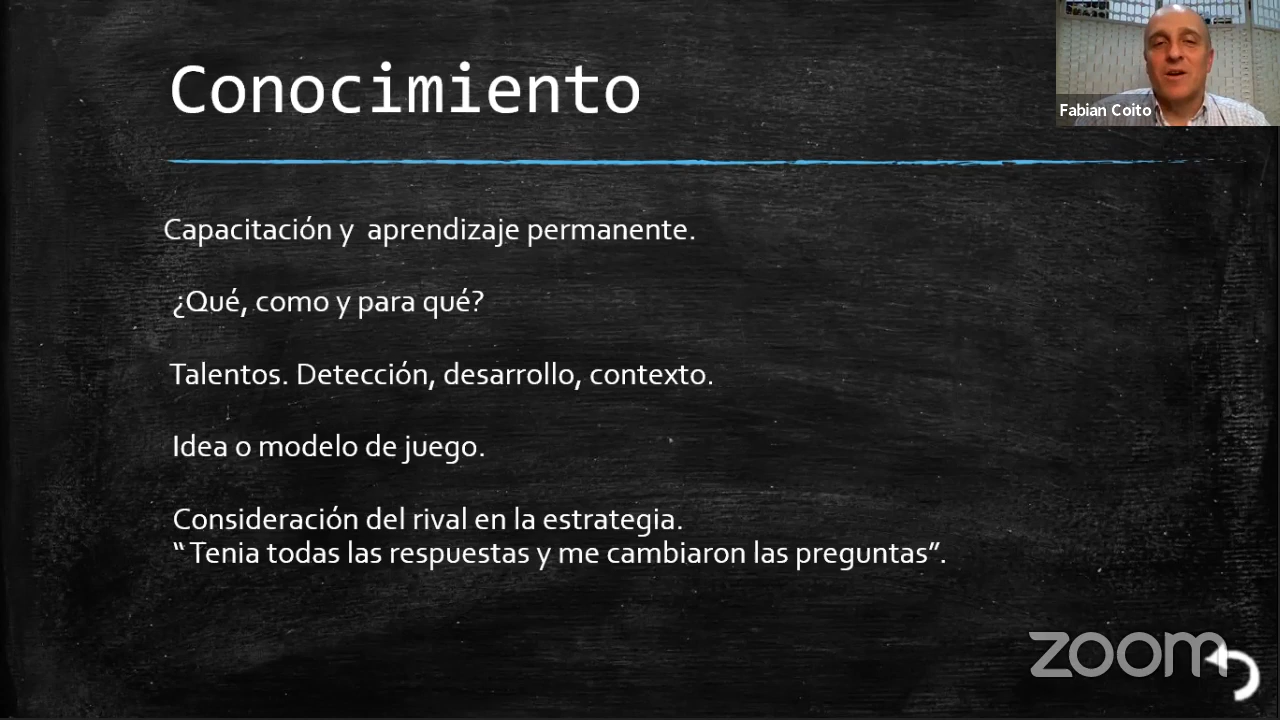 Conocimiento
Fabian Coito
Capacitación y aprendizaje permanente.
¿Qué, como y para qué?
Talentos. Detección, desarrollo, contexto.
Idea o modelo de juego.
Consideración del rival en la estrategia.
“ Tenia todas las respuestas y me cambiaron las preguntas”.
zoom